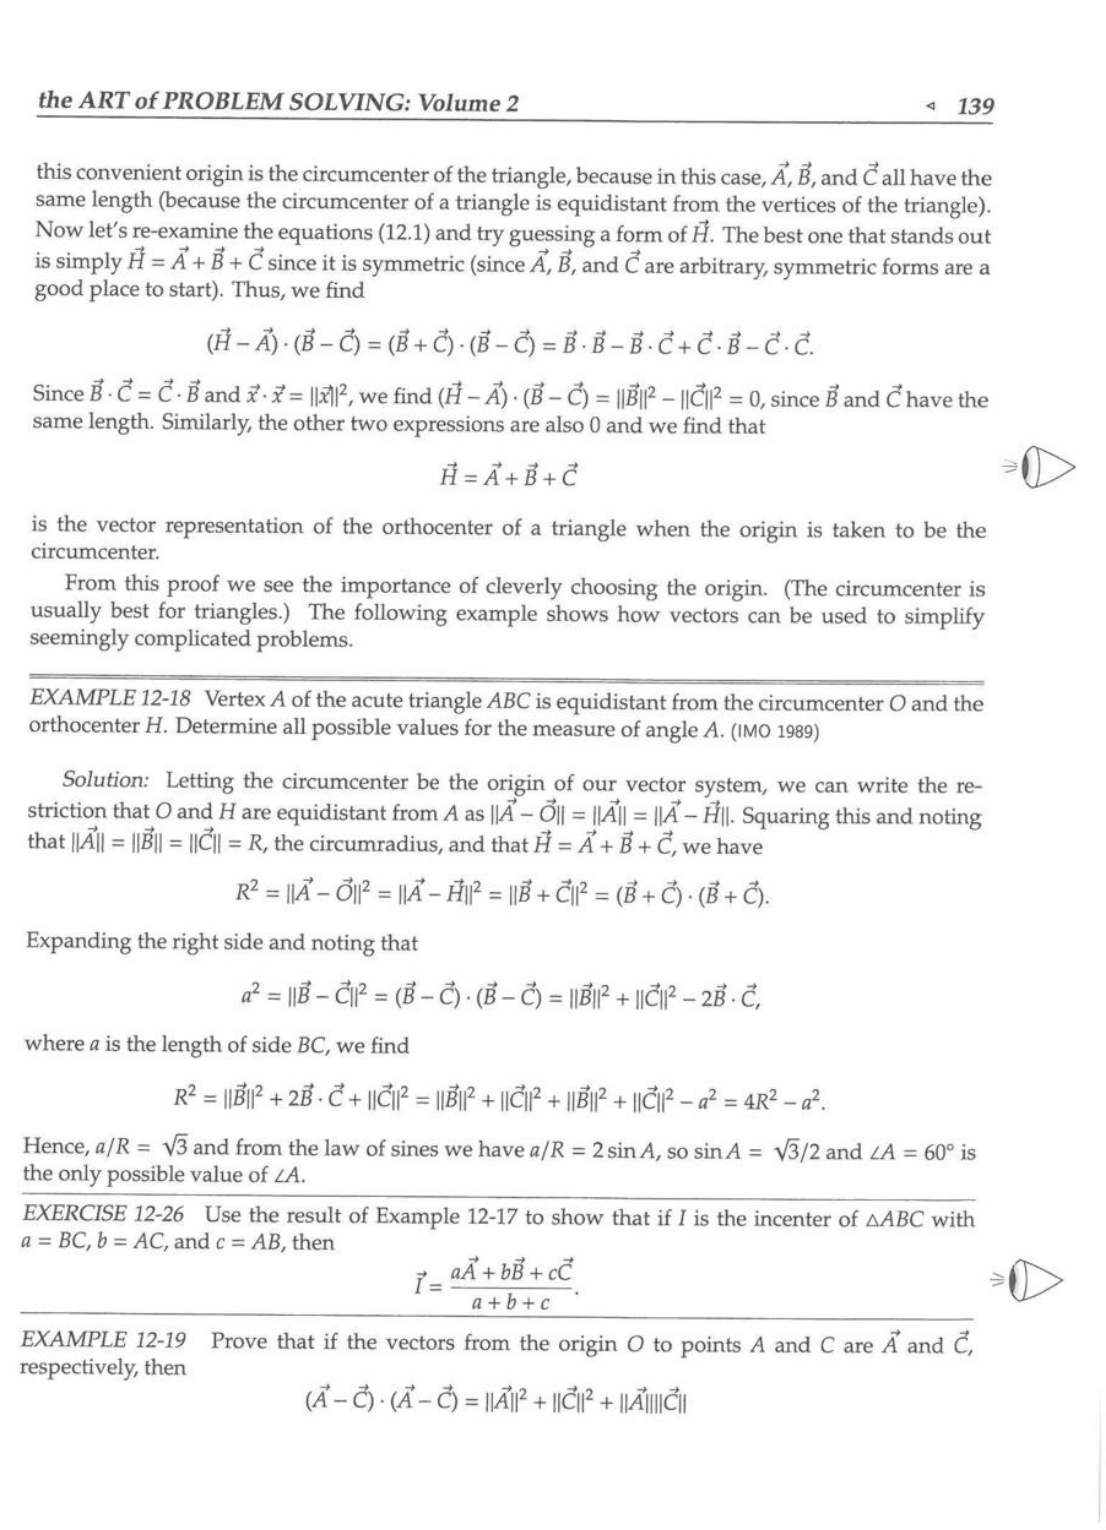 the ART of PROBLEM SOLVING: Volume 2 ◃ 139
this convenient origin is the circumcenter of the triangle, because in this case, A⃗, B⃗, and C⃗ all have the
same length (because the circumcenter of a triangle is equidistant from the vertices of the triangle).
Now let's re-examine the equations (12.1) and try guessing a form of H⃗. The best one that stands out
is simply H⃗ = A⃗ + B⃗ + C⃗ since it is symmetric (since A⃗, B⃗, and C⃗ are arbitrary, symmetric forms are a
good place to start). Thus, we find
(H⃗ − A⃗) · (B⃗ − C⃗) = (B⃗ + C⃗) · (B⃗ − C⃗) = B⃗ · B⃗ − B⃗ · C⃗ + C⃗ · B⃗ − C⃗ · C⃗.
Since B⃗ · C⃗ = C⃗ · B⃗ and x⃗ · x⃗ = ||x⃗||², we find (H⃗ − A⃗) · (B⃗ − C⃗) = ||B⃗||² − ||C⃗||² = 0, since B⃗ and C⃗ have the
same length. Similarly, the other two expressions are also 0 and we find that
H⃗ = A⃗ + B⃗ + C⃗
is the vector representation of the orthocenter of a triangle when the origin is taken to be the
circumcenter.
From this proof we see the importance of cleverly choosing the origin. (The circumcenter is
usually best for triangles.) The following example shows how vectors can be used to simplify
seemingly complicated problems.
EXAMPLE 12-18 Vertex A of the acute triangle ABC is equidistant from the circumcenter O and the
orthocenter H. Determine all possible values for the measure of angle A. (IMO 1989)
Solution: Letting the circumcenter be the origin of our vector system, we can write the re-
striction that O and H are equidistant from A as ||A⃗ − O⃗|| = ||A⃗|| = ||A⃗ − H⃗||. Squaring this and noting
that ||A⃗|| = ||B⃗|| = ||C⃗|| = R, the circumradius, and that H⃗ = A⃗ + B⃗ + C⃗, we have
R² = ||A⃗ − O⃗||² = ||A⃗ − H⃗||² = ||B⃗ + C⃗||² = (B⃗ + C⃗) · (B⃗ + C⃗).
Expanding the right side and noting that
a² = ||B⃗ − C⃗||² = (B⃗ − C⃗) · (B⃗ − C⃗) = ||B⃗||² + ||C⃗||² − 2B⃗ · C⃗,
where a is the length of side BC, we find
R² = ||B⃗||² + 2B⃗ · C⃗ + ||C⃗||² = ||B⃗||² + ||C⃗||² + ||B⃗||² + ||C⃗||² − a² = 4R² − a².
Hence, a/R = √3 and from the law of sines we have a/R = 2 sin A, so sin A = √3/2 and ∠A = 60° is
the only possible value of ∠A.
EXERCISE 12-26 Use the result of Example 12-17 to show that if I is the incenter of △ABC with
a = BC, b = AC, and c = AB, then
I⃗ = (aA⃗ + bB⃗ + cC⃗)/(a + b + c).
EXAMPLE 12-19 Prove that if the vectors from the origin O to points A and C are A⃗ and C⃗,
respectively, then
(A⃗ − C⃗) · (A⃗ − C⃗) = ||A⃗||² + ||C⃗||² + ||A⃗||||C⃗||